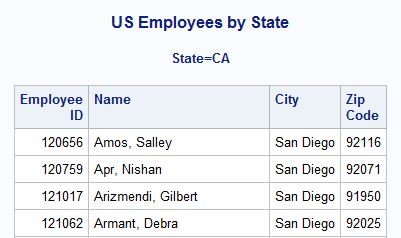 US Employees by State
State=CA
Employee ID Name City Zip Code
120656 Amos, Salley San Diego 92116
120759 Apr, Nishan San Diego 92071
121017 Arizmendi, Gilbert San Diego 91950
121062 Armant, Debra San Diego 92025